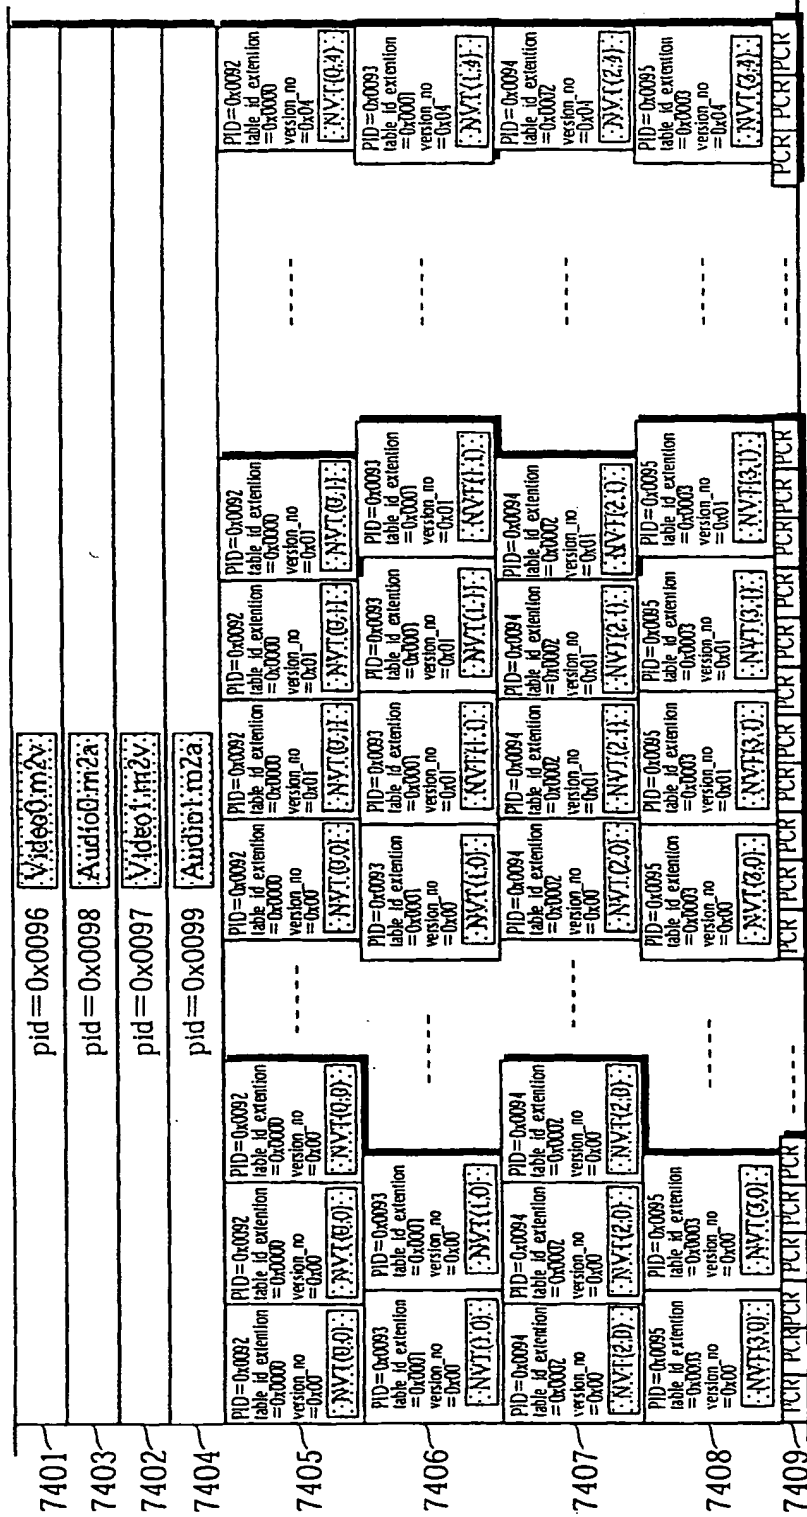 7401
pid=0x0096 Video0.m2v
7403
pid=0x0098 Audio0.m2a
7402
pid=0x0097 Video1.m2v
7404
pid=0x0099 Audio1.m2a
7405
PID=0x0092
table_id_extention
=0x0000
version_no
=0x00
NVT(0,0)
PID=0x0092
table_id_extention
=0x0000
version_no
=0x00
NVT(0,0)
PID=0x0092
table_id_extention
=0x0000
version_no
=0x00
NVT(0,0)
PID=0x0092
table_id_extention
=0x0000
version_no
=0x00
NVT(0,0)
PID=0x0092
table_id_extention
=0x0000
version_no
=0x01
NVT(0,1)
PID=0x0092
table_id_extention
=0x0000
version_no
=0x01
NVT(0,1)
PID=0x0092
table_id_extention
=0x0000
version_no
=0x01
NVT(0,1)
PID=0x0092
table_id_extention
=0x0000
version_no
=0x04
NVT(0,4)
7406
PID=0x0093
table_id_extention
=0x0001
version_no
=0x00
NVT(1,0)
PID=0x0093
table_id_extention
=0x0001
version_no
=0x00
NVT(1,0)
PID=0x0093
table_id_extention
=0x0001
version_no
=0x00
NVT(1,0)
PID=0x0093
table_id_extention
=0x0001
version_no
=0x01
NVT(1,1)
PID=0x0093
table_id_extention
=0x0001
version_no
=0x01
NVT(1,1)
PID=0x0093
table_id_extention
=0x0001
version_no
=0x01
NVT(1,1)
PID=0x0093
table_id_extention
=0x0001
version_no
=0x04
NVT(1,4)
7407
PID=0x0094
table_id_extention
=0x0002
version_no
=0x00
NVT(2,0)
PID=0x0094
table_id_extention
=0x0002
version_no
=0x00
NVT(2,0)
PID=0x0094
table_id_extention
=0x0002
version_no
=0x00
NVT(2,0)
PID=0x0094
table_id_extention
=0x0002
version_no
=0x00
NVT(2,0)
PID=0x0094
table_id_extention
=0x0002
version_no
=0x01
NVT(2,1)
PID=0x0094
table_id_extention
=0x0002
version_no
=0x01
NVT(2,1)
PID=0x0094
table_id_extention
=0x0002
version_no
=0x01
NVT(2,1)
PID=0x0094
table_id_extention
=0x0002
version_no
=0x04
NVT(2,4)
7408
PID=0x0095
table_id_extention
=0x0003
version_no
=0x00
NVT(3,0)
PID=0x0095
table_id_extention
=0x0003
version_no
=0x00
NVT(3,0)
PID=0x0095
table_id_extention
=0x0003
version_no
=0x00
NVT(3,0)
PID=0x0095
table_id_extention
=0x0003
version_no
=0x01
NVT(3,1)
PID=0x0095
table_id_extention
=0x0003
version_no
=0x01
NVT(3,1)
PID=0x0095
table_id_extention
=0x0003
version_no
=0x01
NVT(3,1)
PID=0x0095
table_id_extention
=0x0003
version_no
=0x04
NVT(3,4)
7409
PCR PCR PCR PCR PCR PCR
PCR PCR PCR PCR PCR PCR PCR PCR PCR PCR PCR PCR
PCR PCR PCR